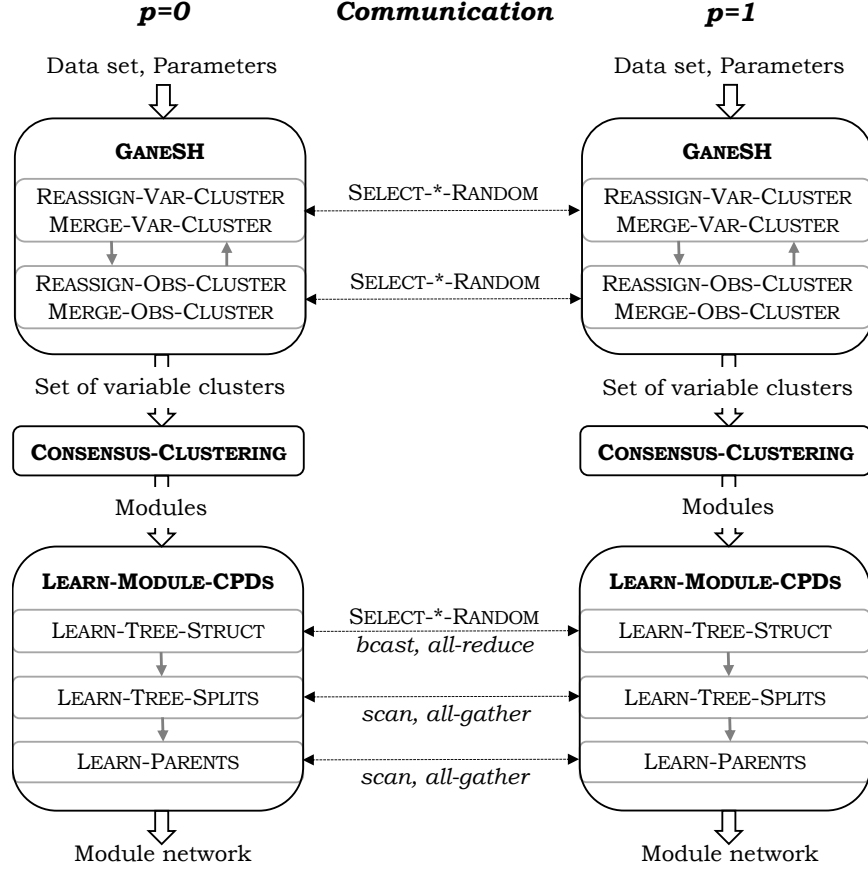 p=0 Communication p=1
Data set, Parameters Data set, Parameters
GANESH GANESH
REASSIGN-VAR-CLUSTER SELECT-*-RANDOM REASSIGN-VAR-CLUSTER
MERGE-VAR-CLUSTER MERGE-VAR-CLUSTER
REASSIGN-OBS-CLUSTER SELECT-*-RANDOM REASSIGN-OBS-CLUSTER
MERGE-OBS-CLUSTER MERGE-OBS-CLUSTER
Set of variable clusters Set of variable clusters
CONSENSUS-CLUSTERING CONSENSUS-CLUSTERING
Modules Modules
LEARN-MODULE-CPDS LEARN-MODULE-CPDS
SELECT-*-RANDOM
LEARN-TREE-STRUCT LEARN-TREE-STRUCT
bcast, all-reduce
LEARN-TREE-SPLITS LEARN-TREE-SPLITS
scan, all-gather
LEARN-PARENTS LEARN-PARENTS
scan, all-gather
Module network Module network